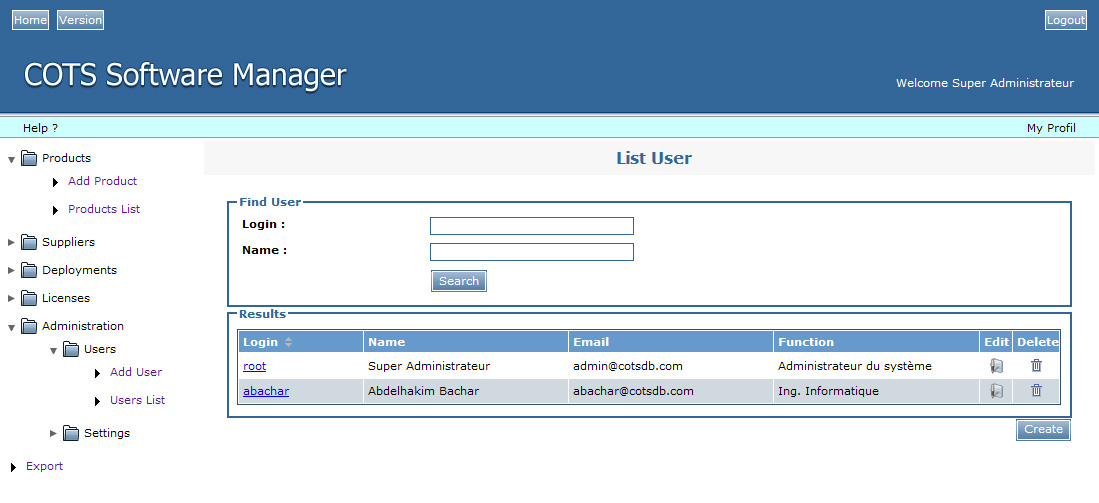 Home Version Logout
COTS Software Manager
Welcome Super Administrateur
Help ? My Profil
Products
Add Product
Products List
Suppliers
Deployments
Licenses
Administration
Users
Add User
Users List
Settings
Export
List User
Find User
Login :
Name :
Search
Results
Login Name Email Function Edit Delete
root Super Administrateur admin@cotsdb.com Administrateur du système
abachar Abdelhakim Bachar abachar@cotsdb.com Ing. Informatique
Create